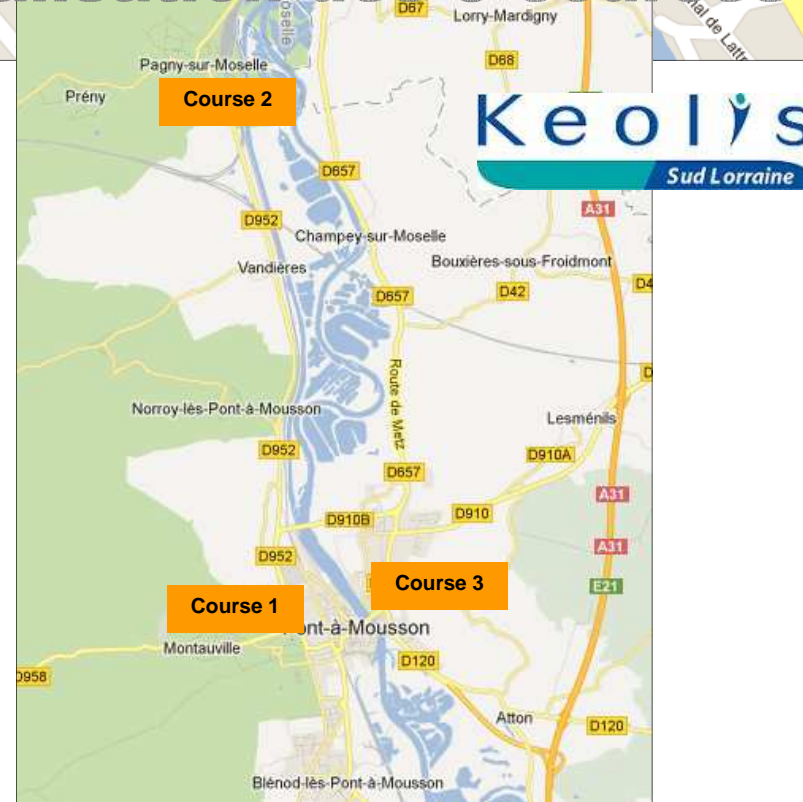 D67
Lorry-Mardigny
Moselle
D68
Pagny-sur-Moselle
Prény
Course 2
Keolis
Sud Lorraine
D657
A31
D952
Champey-sur-Moselle
Vandières
Bouxières-sous-Froidmont
D42
D657
Route de Metz
Norroy-lès-Pont-à-Mousson
Lesménils
D952
D910A
D657
A31
D910B
D910
A31
D952
Course 3
E21
Course 1
nt-à-Mousson
Montauville
D120
D958
Atton
D120
Blénod-lès-Pont-à-Mousson